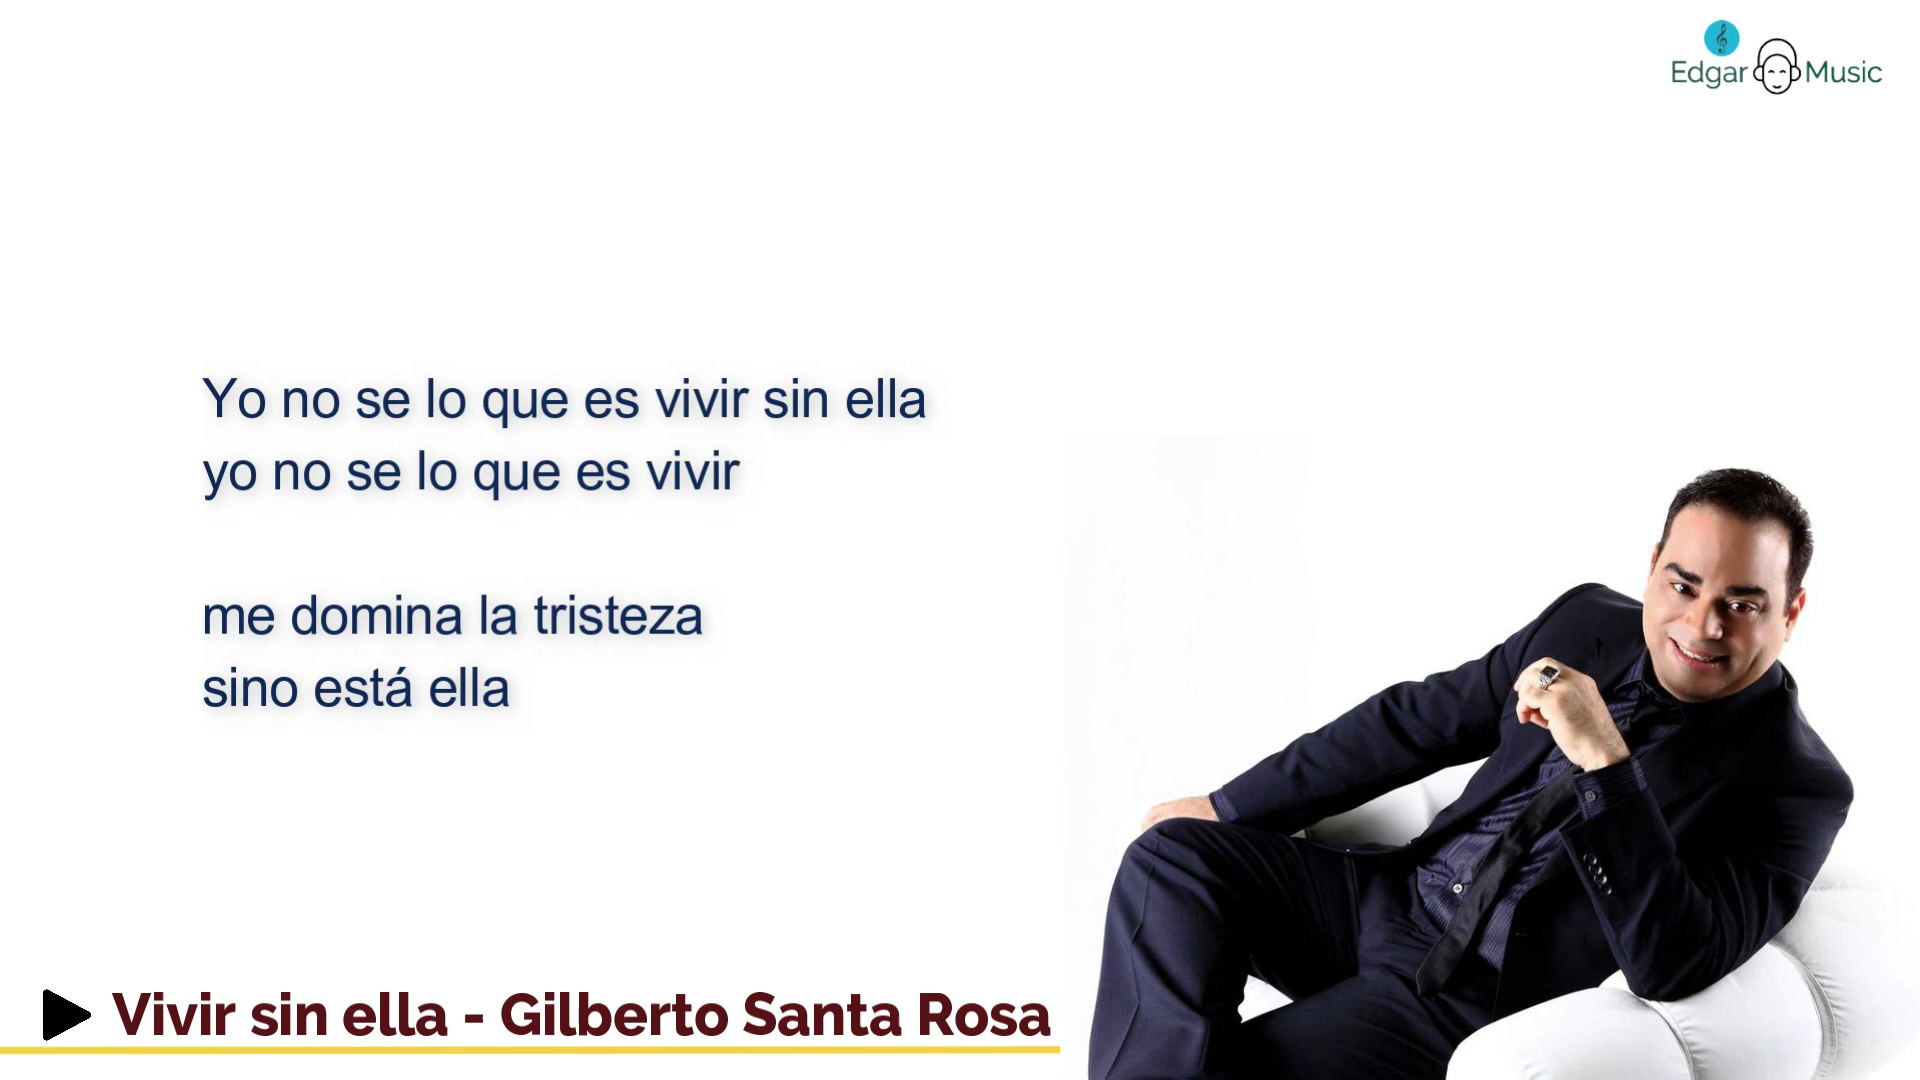 Edgar Music
Yo no se lo que es vivir sin ella
yo no se lo que es vivir
me domina la tristeza
sino está ella
Vivir sin ella - Gilberto Santa Rosa